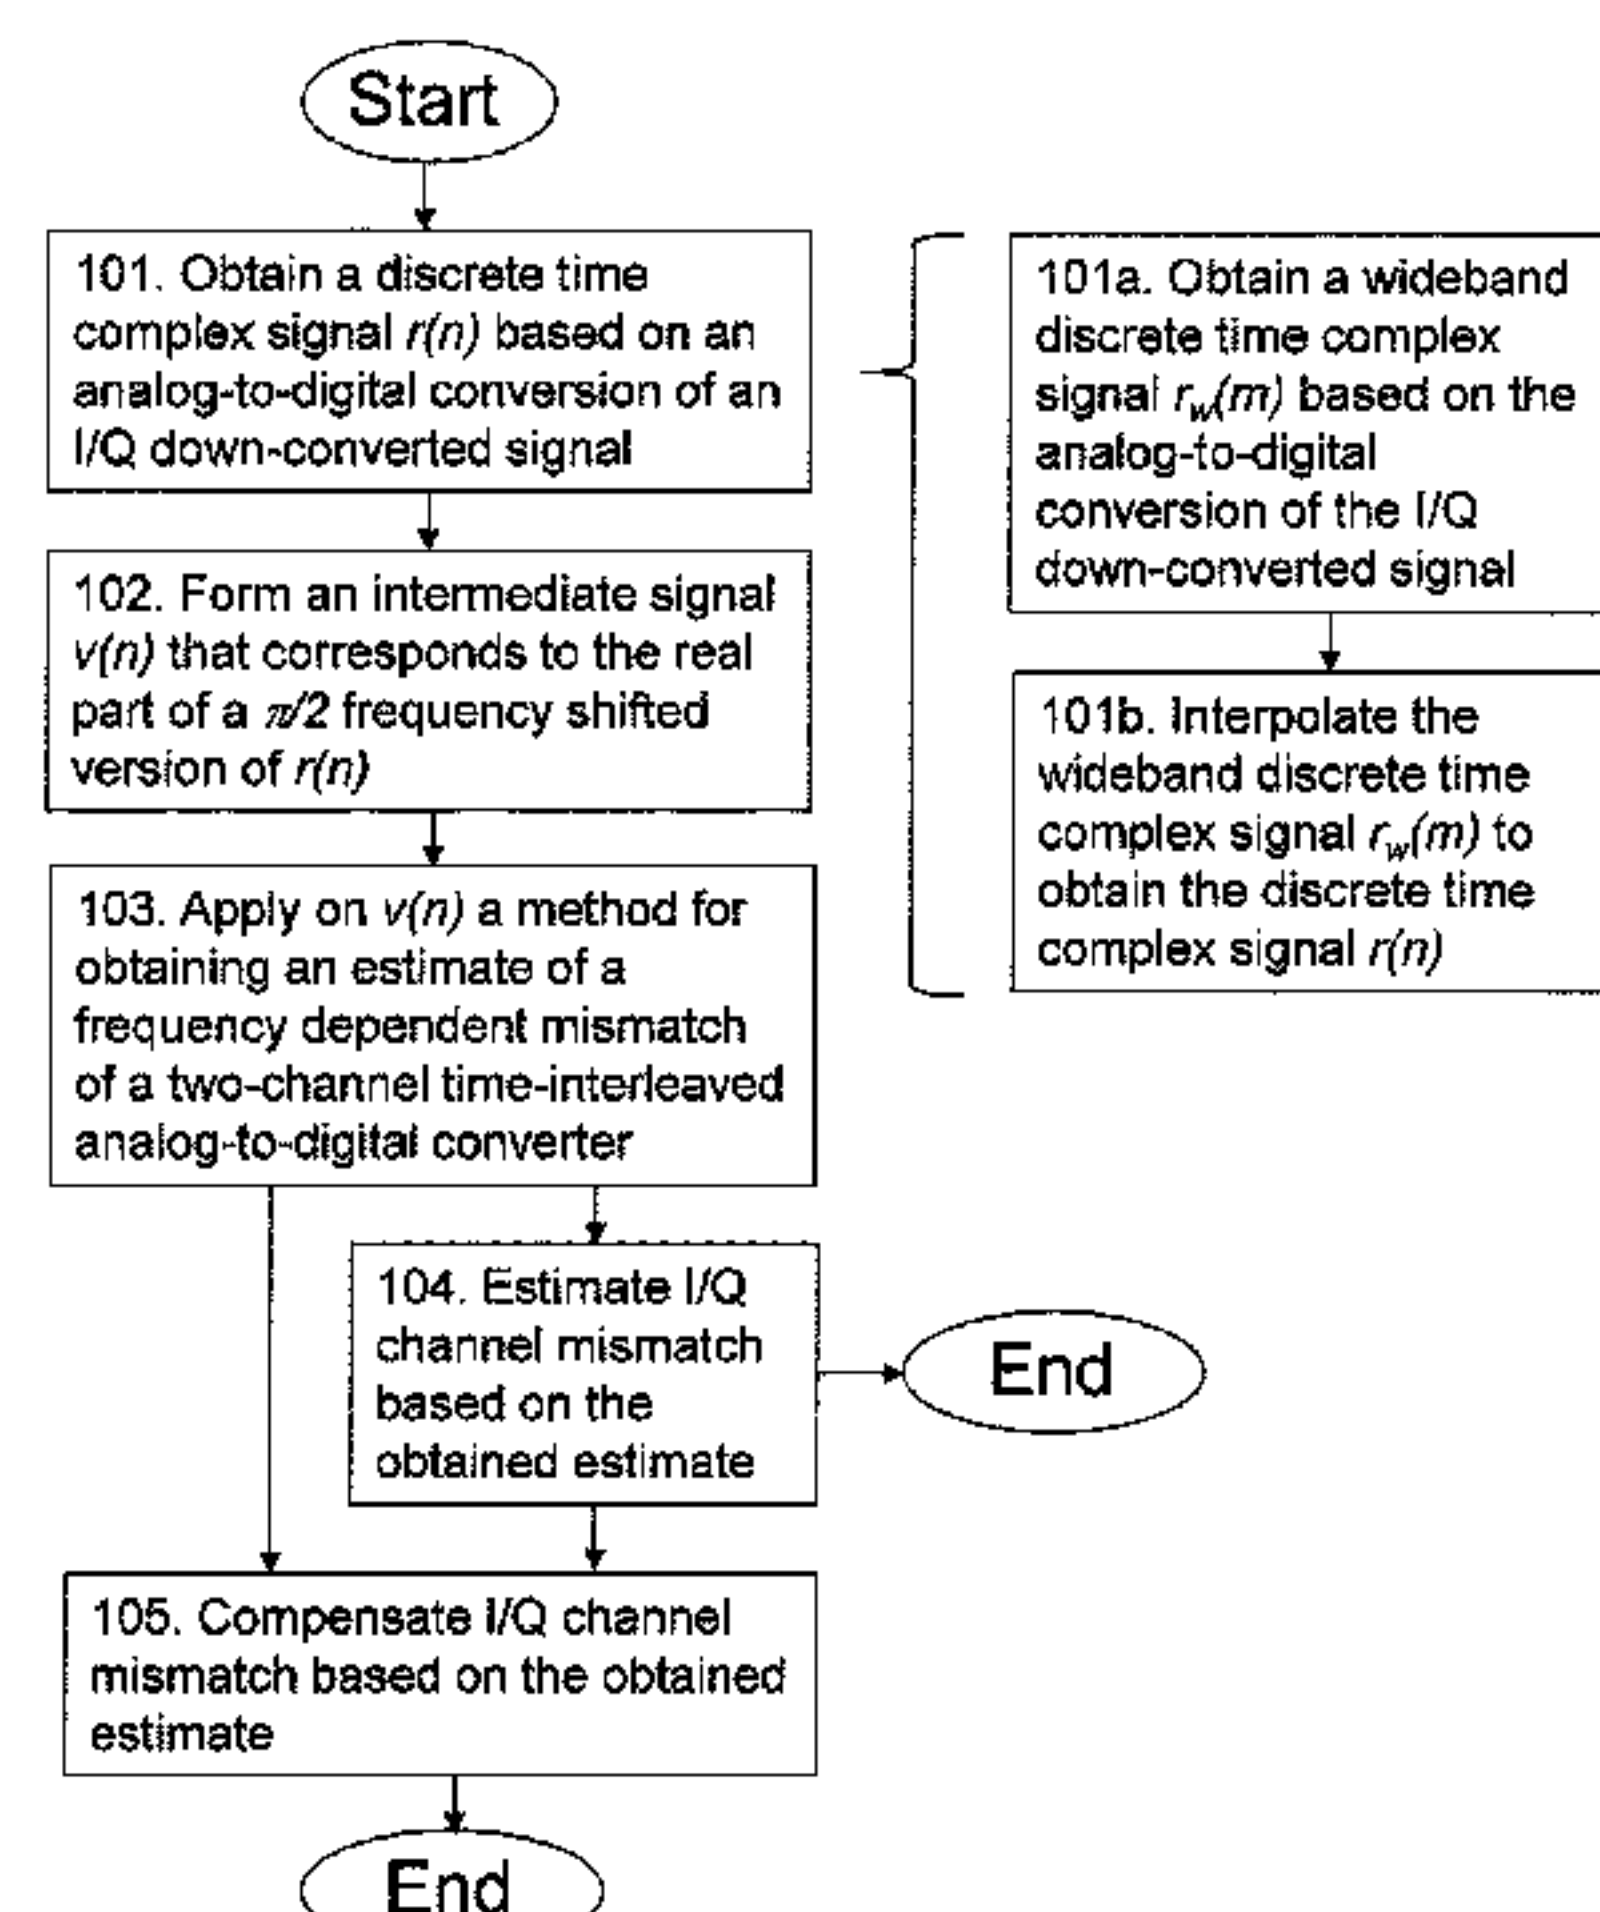 Start
101. Obtain a discrete time
complex signal r(n) based on an
analog-to-digital conversion of an
I/Q down-converted signal
102. Form an intermediate signal
v(n) that corresponds to the real
part of a π/2 frequency shifted
version of r(n)
103. Apply on v(n) a method for
obtaining an estimate of a
frequency dependent mismatch
of a two-channel time-interleaved
analog-to-digital converter
104. Estimate I/Q
channel mismatch
based on the
obtained estimate
End
105. Compensate I/Q channel
mismatch based on the obtained
estimate
End
101a. Obtain a wideband
discrete time complex
signal r_w(m) based on the
analog-to-digital
conversion of the I/Q
down-converted signal
101b. Interpolate the
wideband discrete time
complex signal r_w(m) to
obtain the discrete time
complex signal r(n)